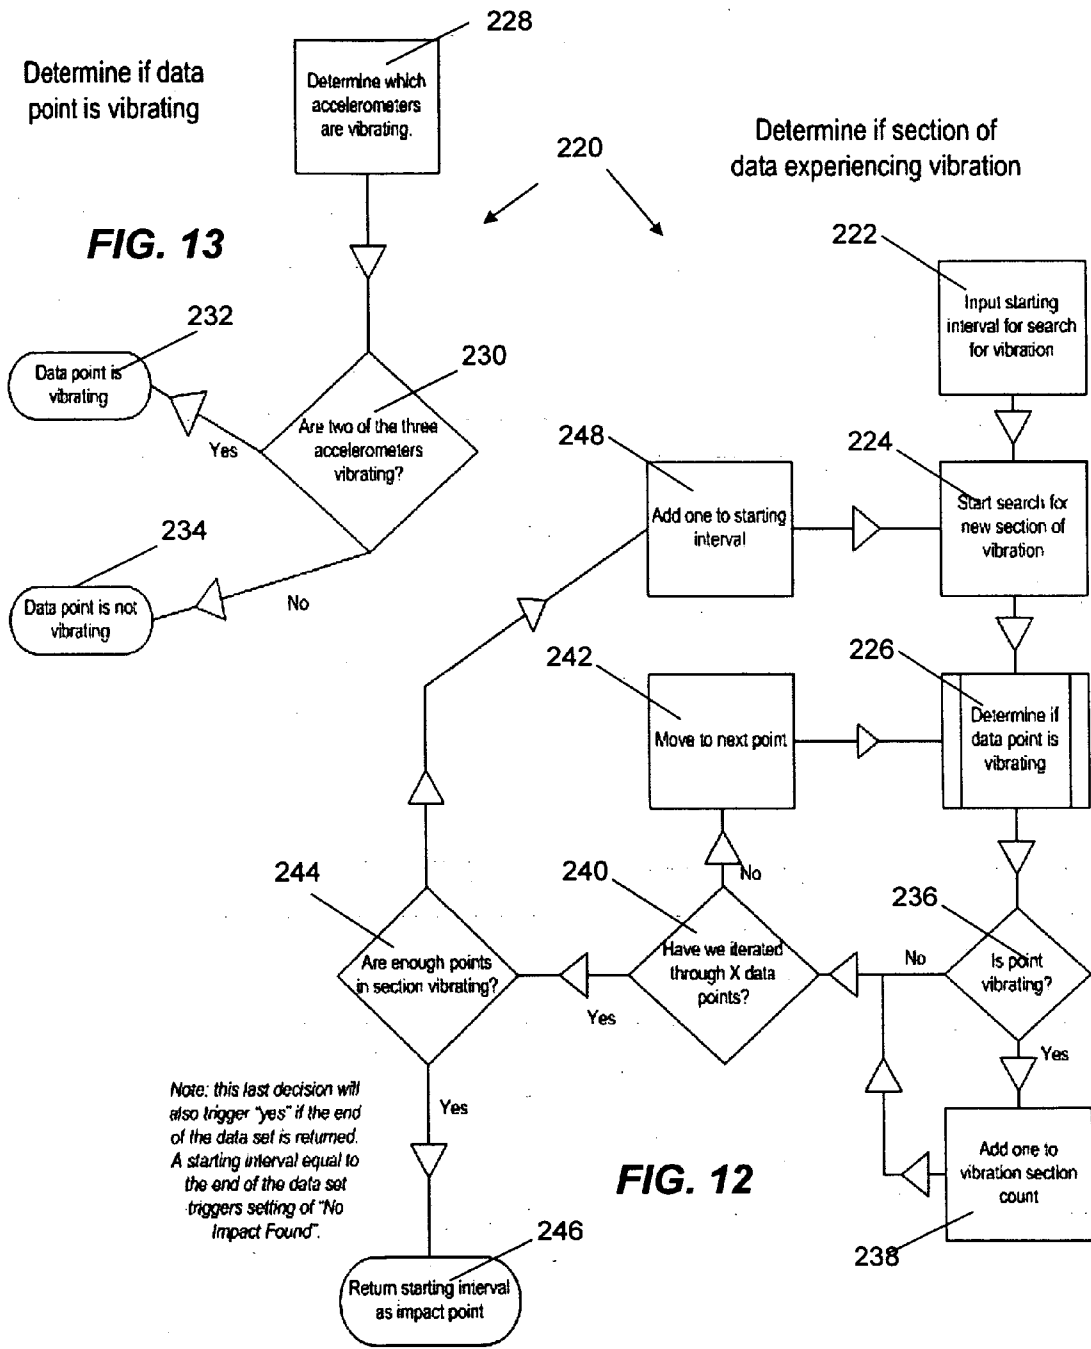 228
Determine if data
point is vibrating
Determine which
accelerometers
are vibrating.
220
Determine if section of
data experiencing vibration
FIG. 13
222
Input starting
interval for search
for vibration
232
Data point is
vibrating
230
Are two of the three
accelerometers
vibrating?
Yes
No
234
Data point is not
vibrating
248
Add one to starting
interval
224
Start search for
new section of
vibration
242
Move to next point
226
Determine if
data point is
vibrating
244
Are enough points
in section vibrating?
240
No
Have we iterated
through X data
points?
Yes
236
No
Is point
vibrating?
Yes
Note: this last decision will
also trigger "yes" if the end
of the data set is returned.
A starting interval equal to
the end of the data set
triggers setting of "No
Impact Found".
Yes
FIG. 12
Add one to
vibration section
count
238
246
Return starting interval
as impact point